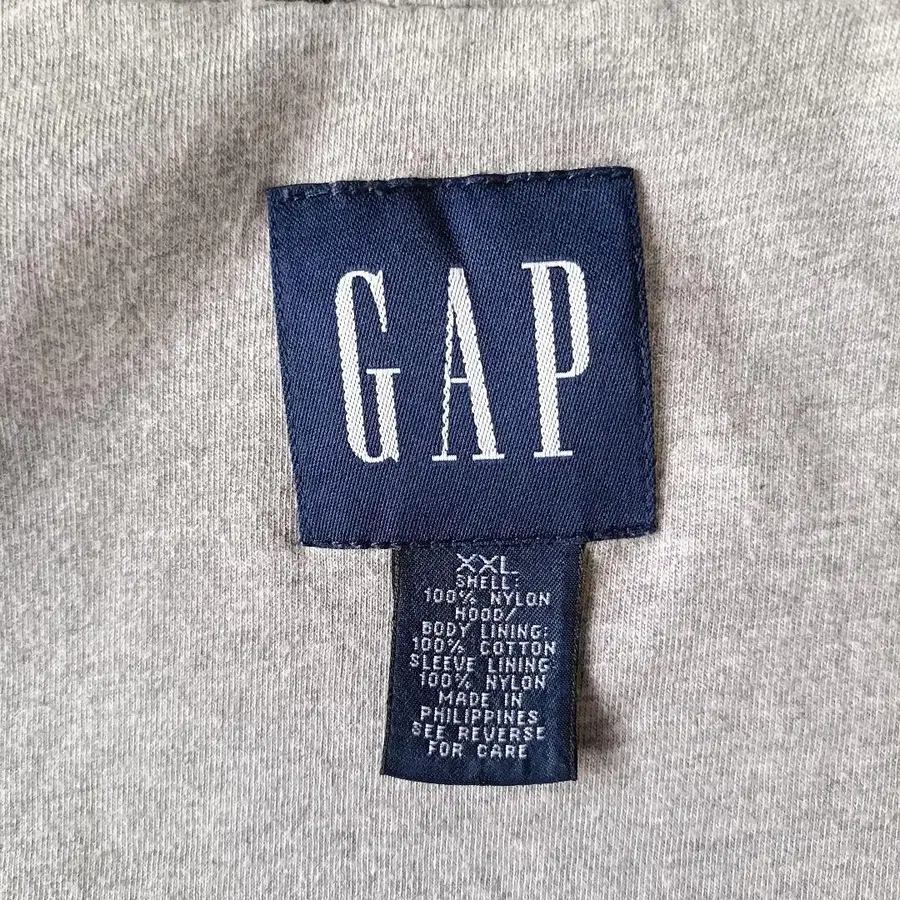 GAP
XXL
SHELL:
100% NYLON
HOOD/
BODY LINING:
100% COTTON
SLEEVE LINING
100% NYLON
MADE IN
PHILIPPINES
SEE REVERSE
FOR CARE